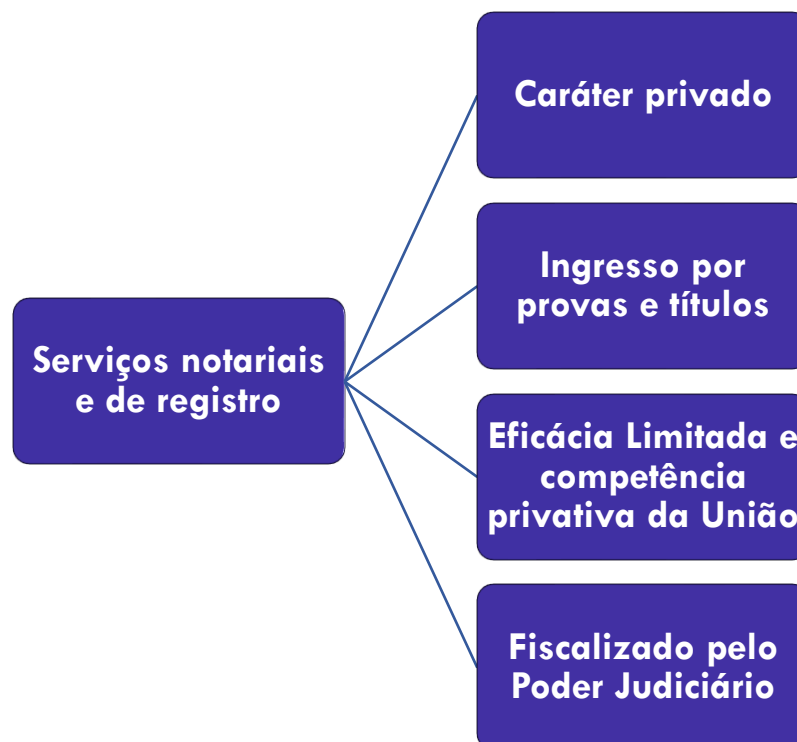 Caráter privado
Ingresso por
provas e títulos
Serviços notariais
e de registro
Eficácia Limitada e
competência
privativa da União
Fiscalizado pelo
Poder Judiciário